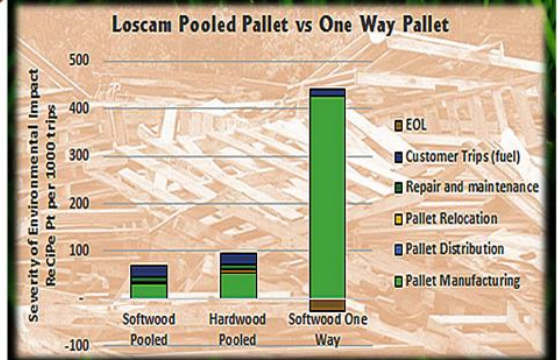 Loscam Pooled Pallet vs One Way Pallet
Severity of Environmental Impact
ReCiPe Pt per 1000 trips
500
400
300
200
100
-
-100
Softwood
Pooled
Hardwood
Pooled
Softwood One
Way
EOL
Customer Trips (fuel)
Repair and maintenance
Pallet Relocation
Pallet Distribution
Pallet Manufacturing